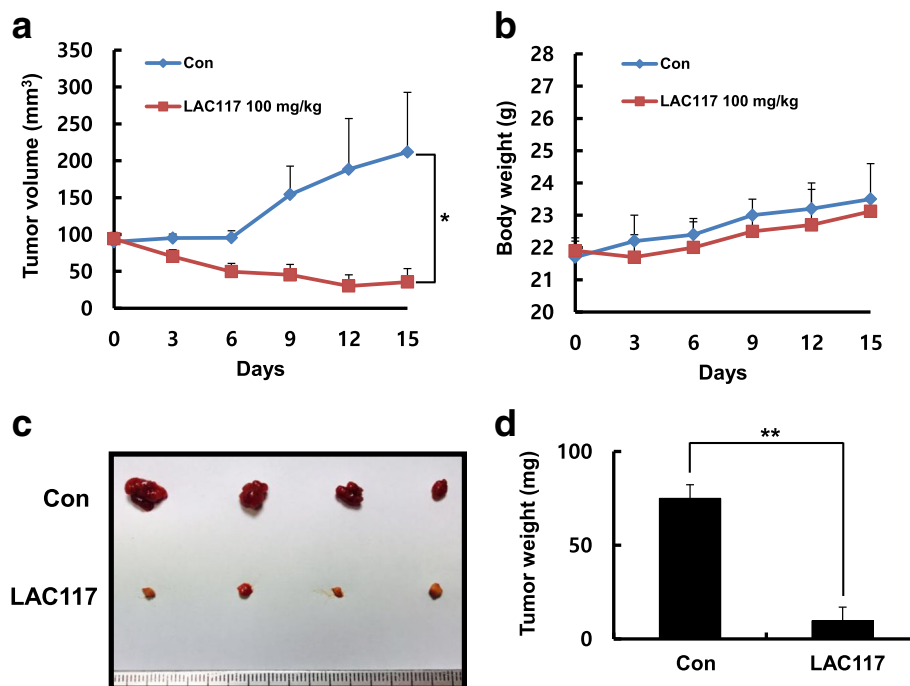 a
Tumor volume (mm³)
350
300
250
200
150
100
50
0
Con
LAC117 100 mg/kg
*
0 3 6 9 12 15
Days
b
Body weight (g)
28
27
26
25
24
23
22
21
20
Con
LAC117 100 mg/kg
0 3 6 9 12 15
Days
c
Con
LAC117
d
Tumor weight (mg)
100
50
0
**
Con LAC117